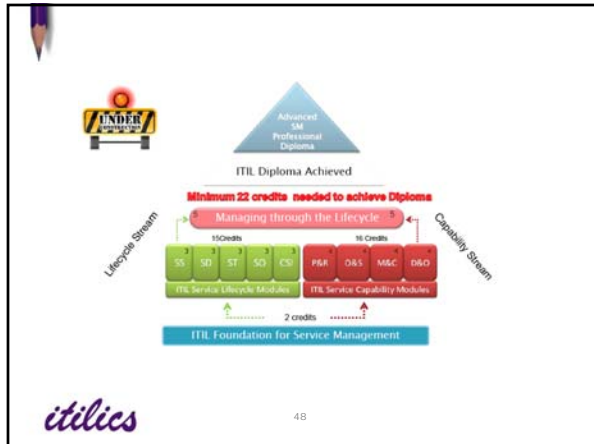 UNDER
CONSTRUCTION
Advanced
SM
Professional
Diploma
ITIL Diploma Achieved
Minimum 22 credits needed to achieve Diploma
5 Managing through the Lifecycle 5
Lifecycle Stream
Capability Stream
15Credits
16 Credits
3 3 3 3 3 4 4 4 4
SS SD ST SO CSI P&R O&S M&C D&O
ITIL Service Lifecycle Modules ITIL Service Capability Modules
2 credits
ITIL Foundation for Service Management
itilics
48